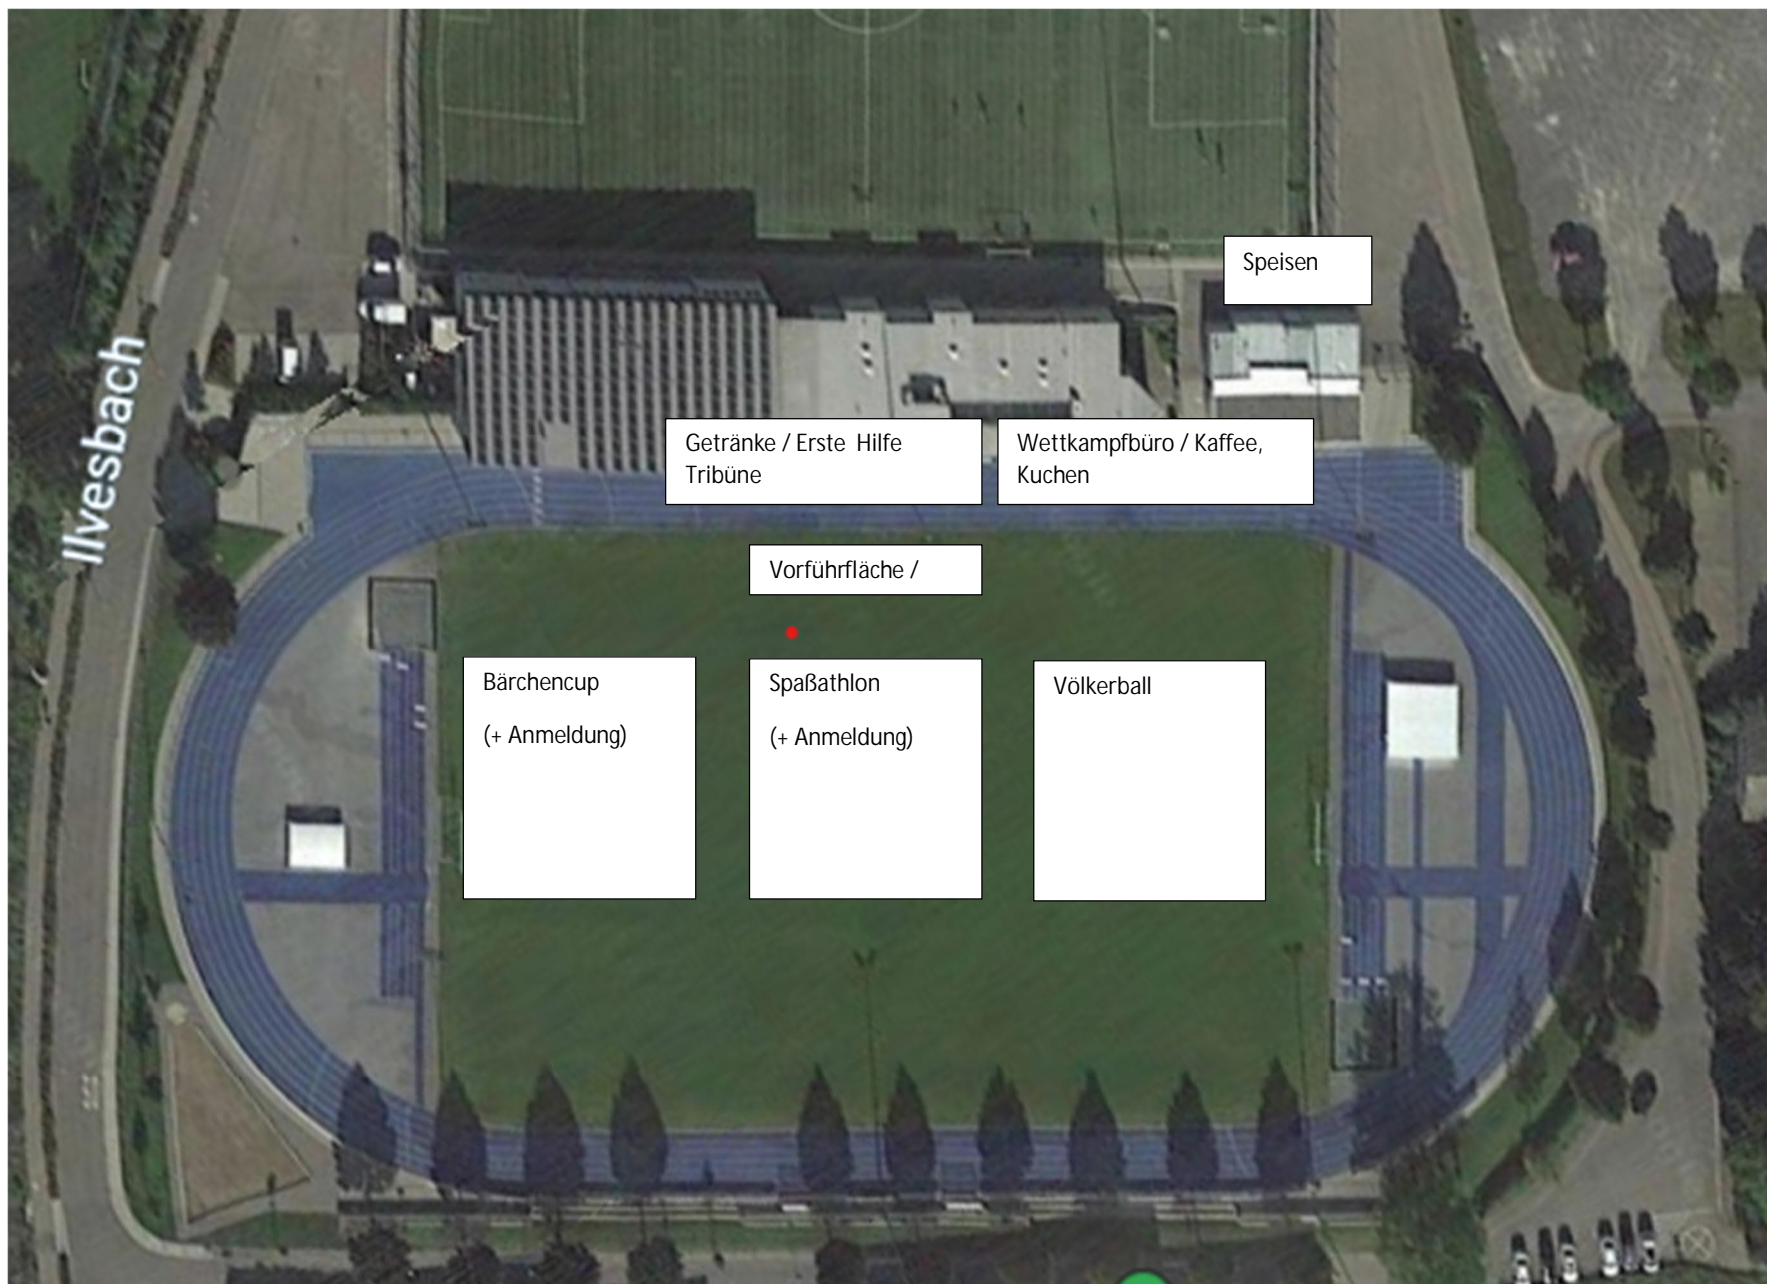 Speisen
Ilvesbach
Getränke / Erste Hilfe
Tribüne
Wettkampfbüro / Kaffee,
Kuchen
Vorführfläche /
Bärchencup
(+ Anmeldung)
Spaßathlon
(+ Anmeldung)
Völkerball